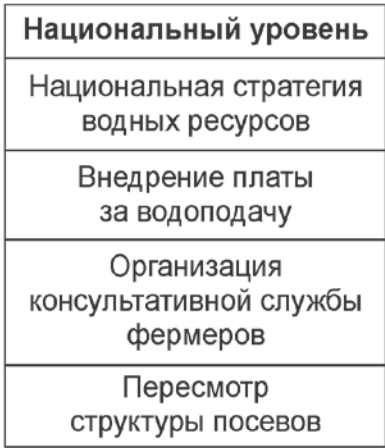 Национальный уровень
Национальная стратегия
водных ресурсов
Внедрение платы
за водоподачу
Организация
консультативной службы
фермеров
Пересмотр
структуры посевов